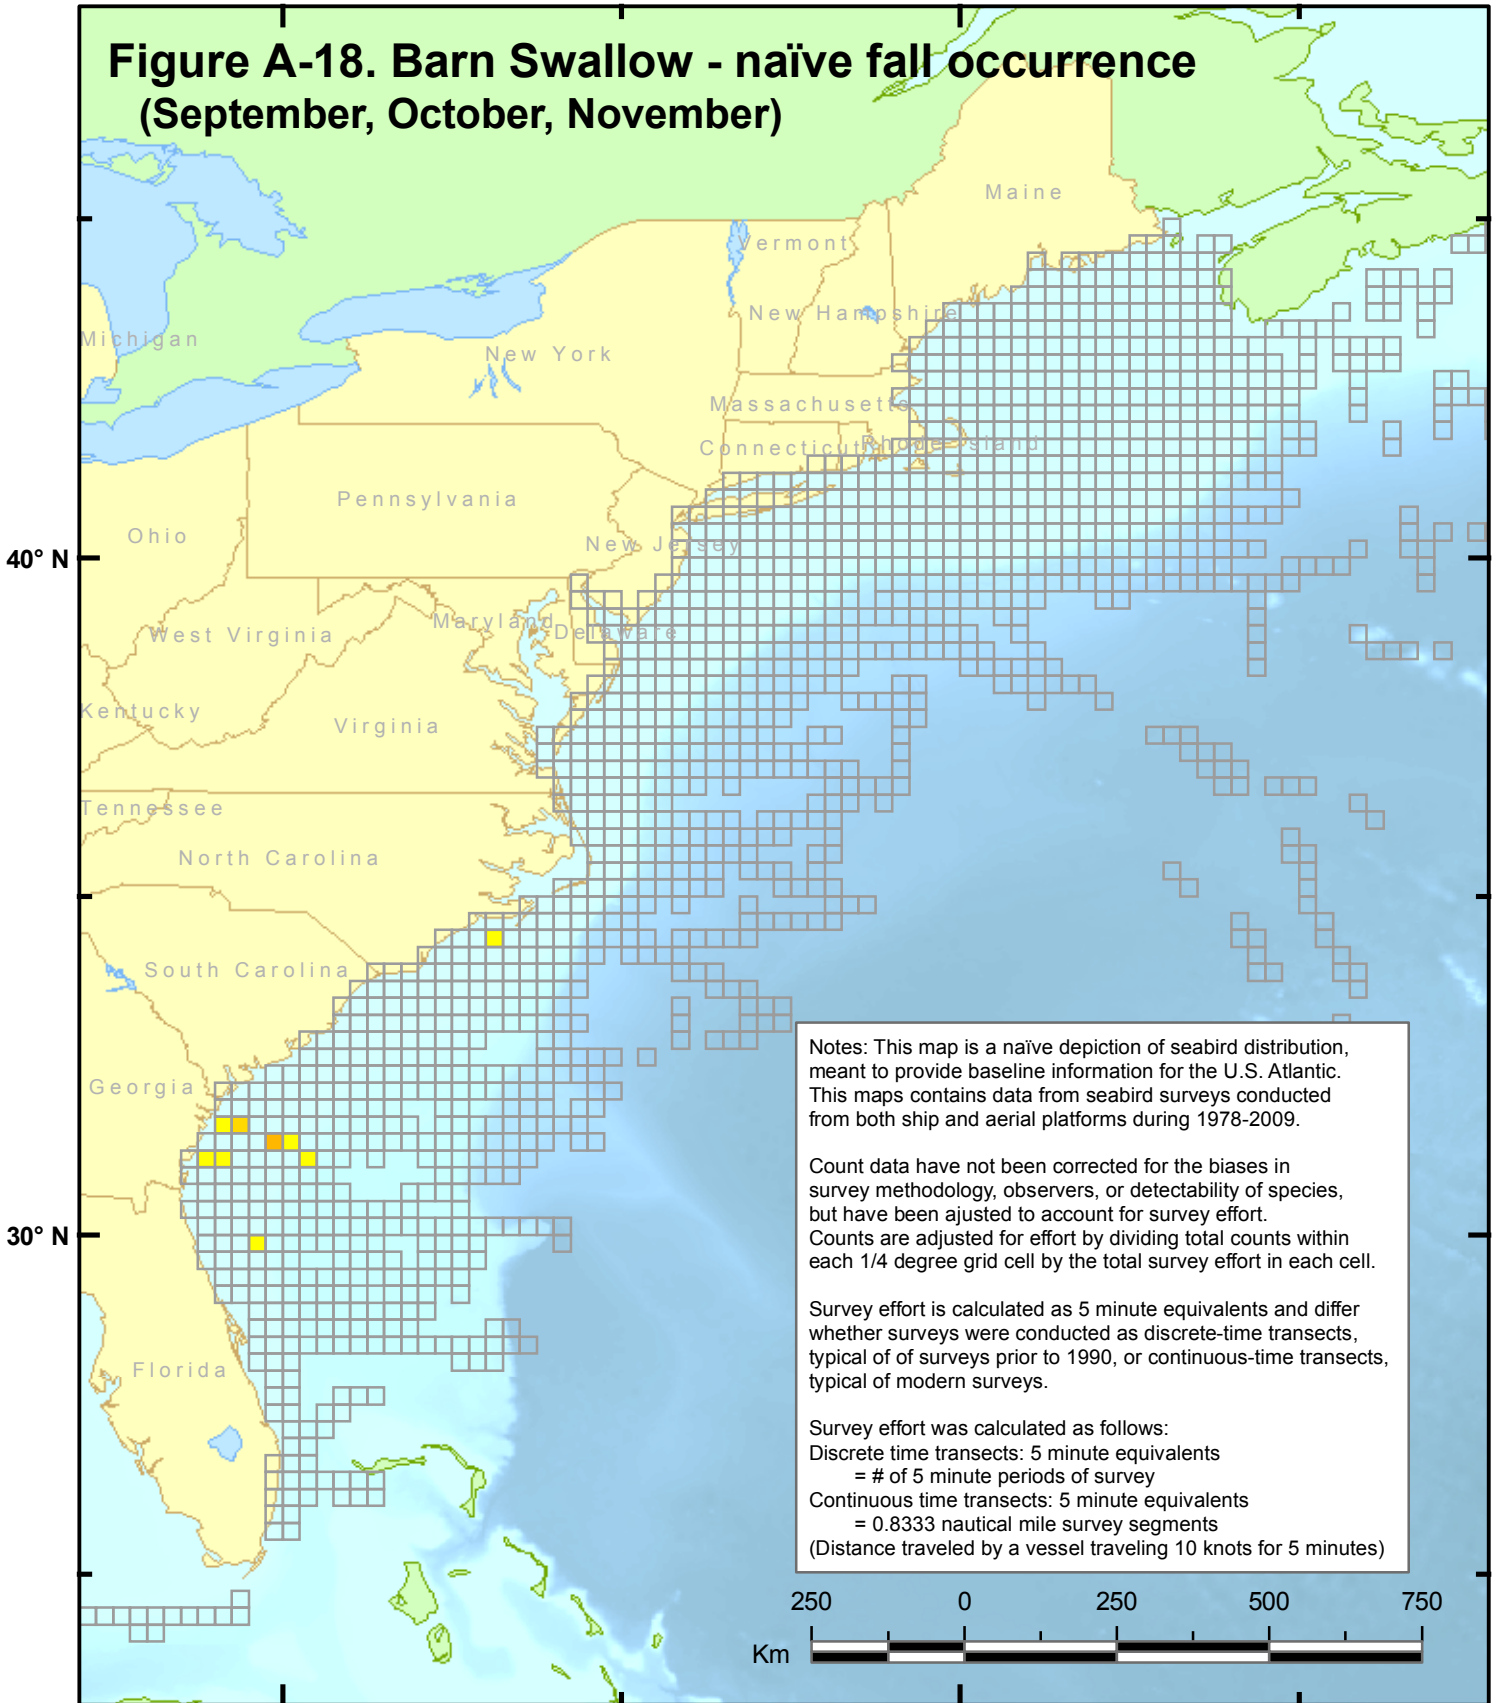 Figure A-18. Barn Swallow - naïve fall occurrence
(September, October, November)
Maine
Vermont
New Hampshire
Michigan
New York
Massachusetts
Connecticut
Rhode Island
Pennsylvania
Ohio
New Jersey
40° N
Maryland
Delaware
West Virginia
Kentucky
Virginia
Tennessee
North Carolina
South Carolina
Georgia
30° N
Florida
Notes: This map is a naïve depiction of seabird distribution,
meant to provide baseline information for the U.S. Atlantic.
This maps contains data from seabird surveys conducted
from both ship and aerial platforms during 1978-2009.
Count data have not been corrected for the biases in
survey methodology, observers, or detectability of species,
but have been ajusted to account for survey effort.
Counts are adjusted for effort by dividing total counts within
each 1/4 degree grid cell by the total survey effort in each cell.
Survey effort is calculated as 5 minute equivalents and differ
whether surveys were conducted as discrete-time transects,
typical of of surveys prior to 1990, or continuous-time transects,
typical of modern surveys.
Survey effort was calculated as follows:
Discrete time transects: 5 minute equivalents
= # of 5 minute periods of survey
Continuous time transects: 5 minute equivalents
= 0.8333 nautical mile survey segments
(Distance traveled by a vessel traveling 10 knots for 5 minutes)
250 0 250 500 750
Km